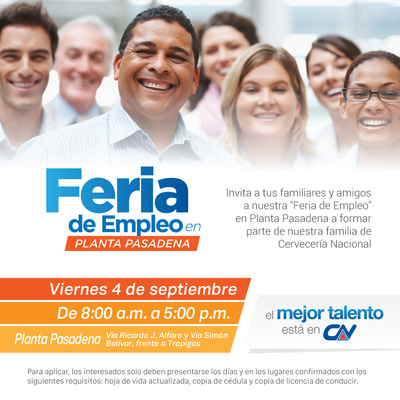 Feria
de Empleo en
PLANTA PASADENA
Invita a tus familiares y amigos
a nuestra "Feria de Empleo"
en Planta Pasadena a formar
parte de nuestra familia de
Cervecería Nacional
Viernes 4 de septiembre
De 8:00 a.m. a 5:00 p.m.
Planta Pasadena Vía Ricardo J. Alfaro y Vía Simón
Bolívar, frente a Tropigas
el mejor talento
está en CN
Para aplicar, los interesados solo deben presentarse los días y en los lugares confirmados con los
siguientes requisitos: hoja de vida actualizada, copia de cédula y copia de licencia de conducir.